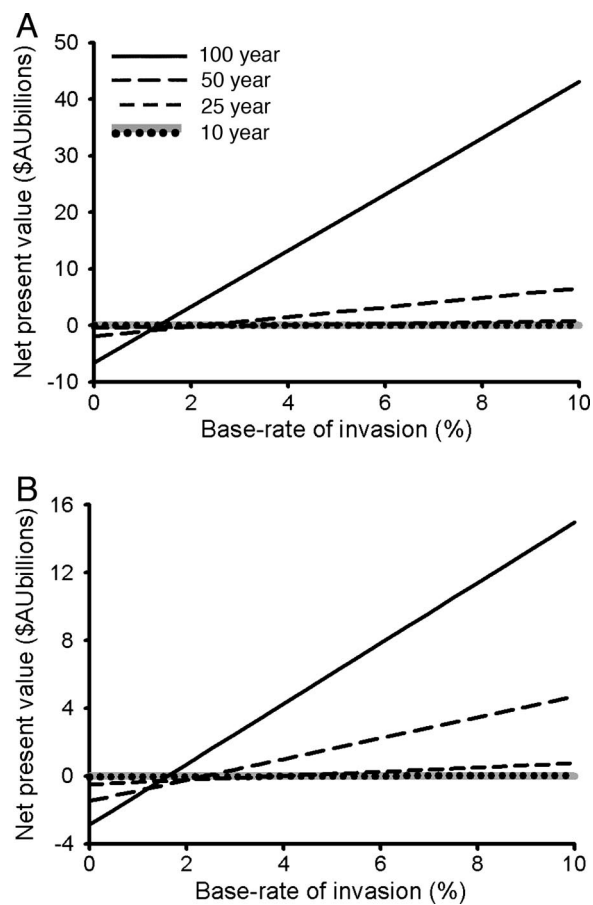 A
50
40
30
20
10
0
-10
Net present value ($AUbillions)
100 year
50 year
25 year
10 year
0 2 4 6 8 10
Base-rate of invasion (%)
B
16
12
8
4
0
-4
Net present value ($AUbillions)
0 2 4 6 8 10
Base-rate of invasion (%)